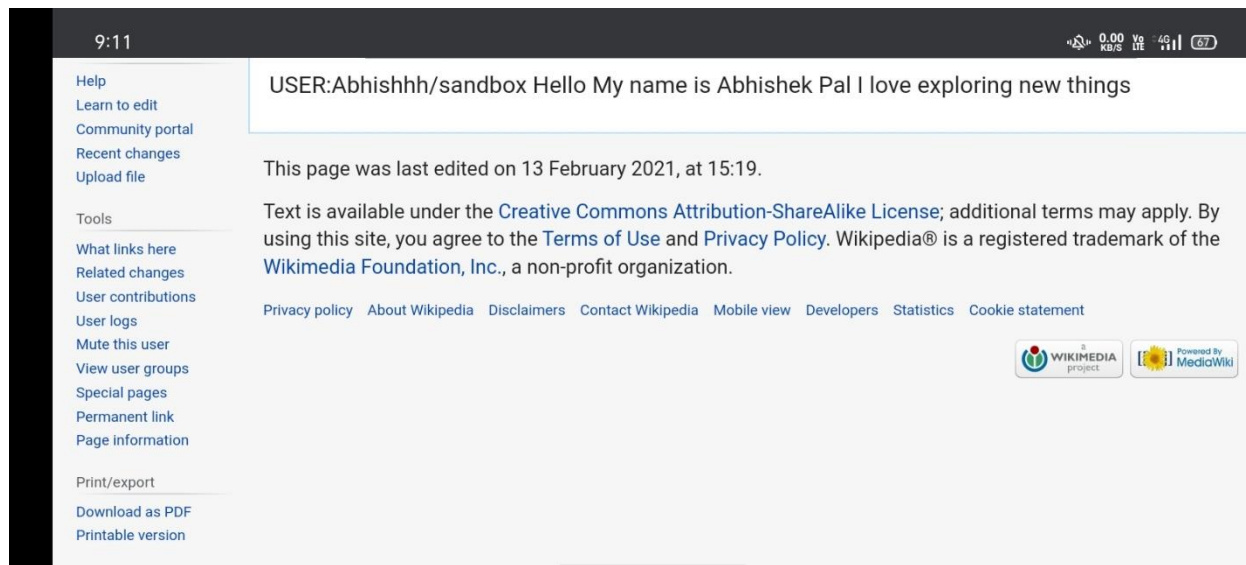 9:11
0.00 KB/S Vo LTE 4G 67
Help
Learn to edit
Community portal
Recent changes
Upload file
Tools
What links here
Related changes
User contributions
User logs
Mute this user
View user groups
Special pages
Permanent link
Page information
Print/export
Download as PDF
Printable version
USER:Abhishhh/sandbox Hello My name is Abhishek Pal I love exploring new things
This page was last edited on 13 February 2021, at 15:19.
Text is available under the Creative Commons Attribution-ShareAlike License; additional terms may apply. By
using this site, you agree to the Terms of Use and Privacy Policy. Wikipedia® is a registered trademark of the
Wikimedia Foundation, Inc., a non-profit organization.
Privacy policy About Wikipedia Disclaimers Contact Wikipedia Mobile view Developers Statistics Cookie statement
a
WIKIMEDIA
project
Powered By
MediaWiki